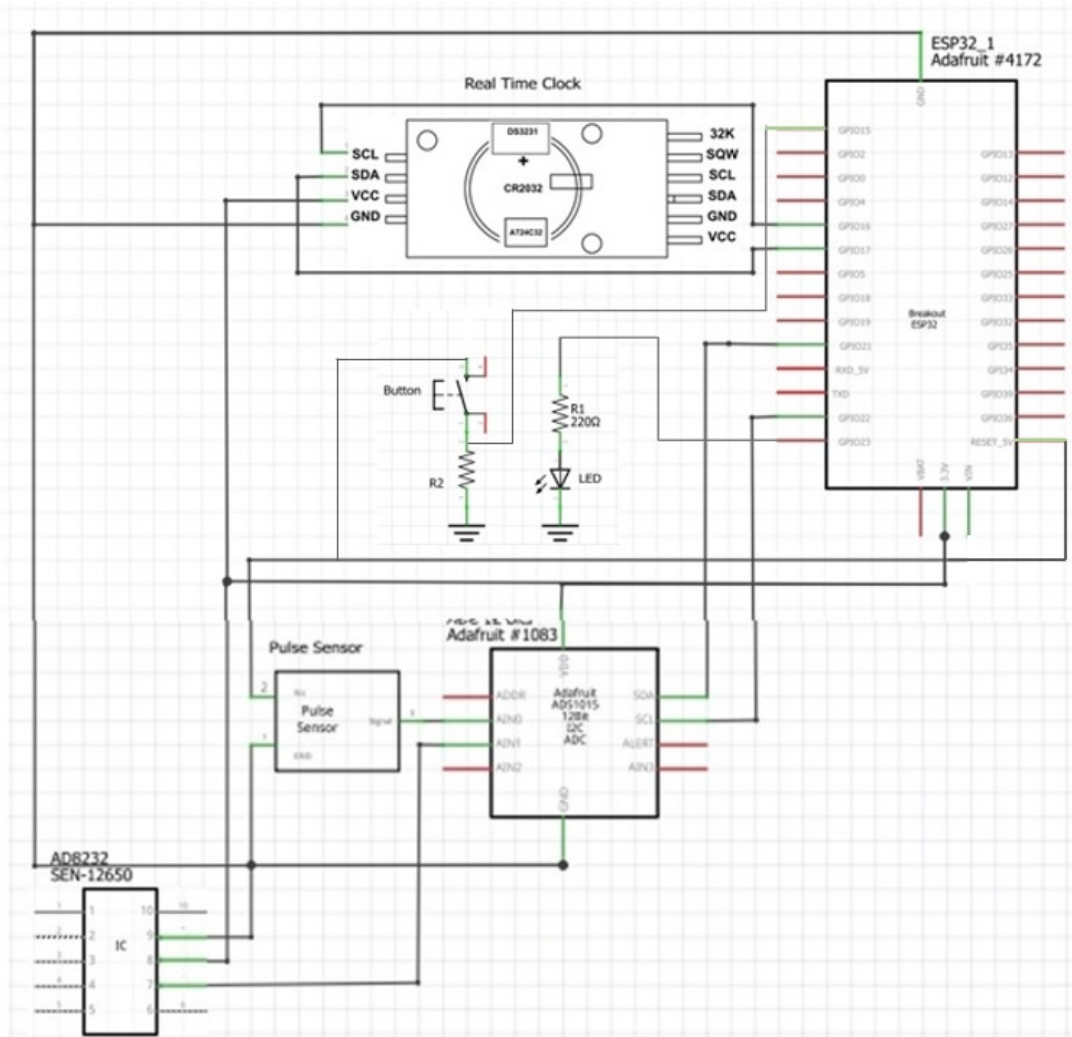 ESP32_1
Adafruit #4172
Real Time Clock
GND
SCL
SDA
VCC
GND
DS3231
+
CR2032
AT24C32
32K
SQW
SCL
SDA
GND
VCC
GPIO15
GPIO2
GPIO0
GPIO4
GPIO16
GPIO17
GPIO5
GPIO18
GPIO19
GPIO21
RXD_5V
TXD
GPIO22
GPIO23
GPIO13
GPIO12
GPIO14
GPIO27
GPIO26
GPIO25
GPIO33
GPIO32
GPIO35
GPIO34
GPIO39
GPIO36
RESET_5V
Breakout
ESP32
VBAT
3.3V
VIN
Button
R1
220Ω
R2
LED
Adafruit #1083
Pulse Sensor
2
1
Pulse
Sensor
Signal
GND
VDD
ADDR
AIN0
AIN1
AIN2
Adafruit
ADS1015
12Bit
I2C
ADC
SDA
SCL
ALERT
AIN3
GND
AD8232
SEN-12650
1
2
3
4
5
IC
10
9
8
7
6